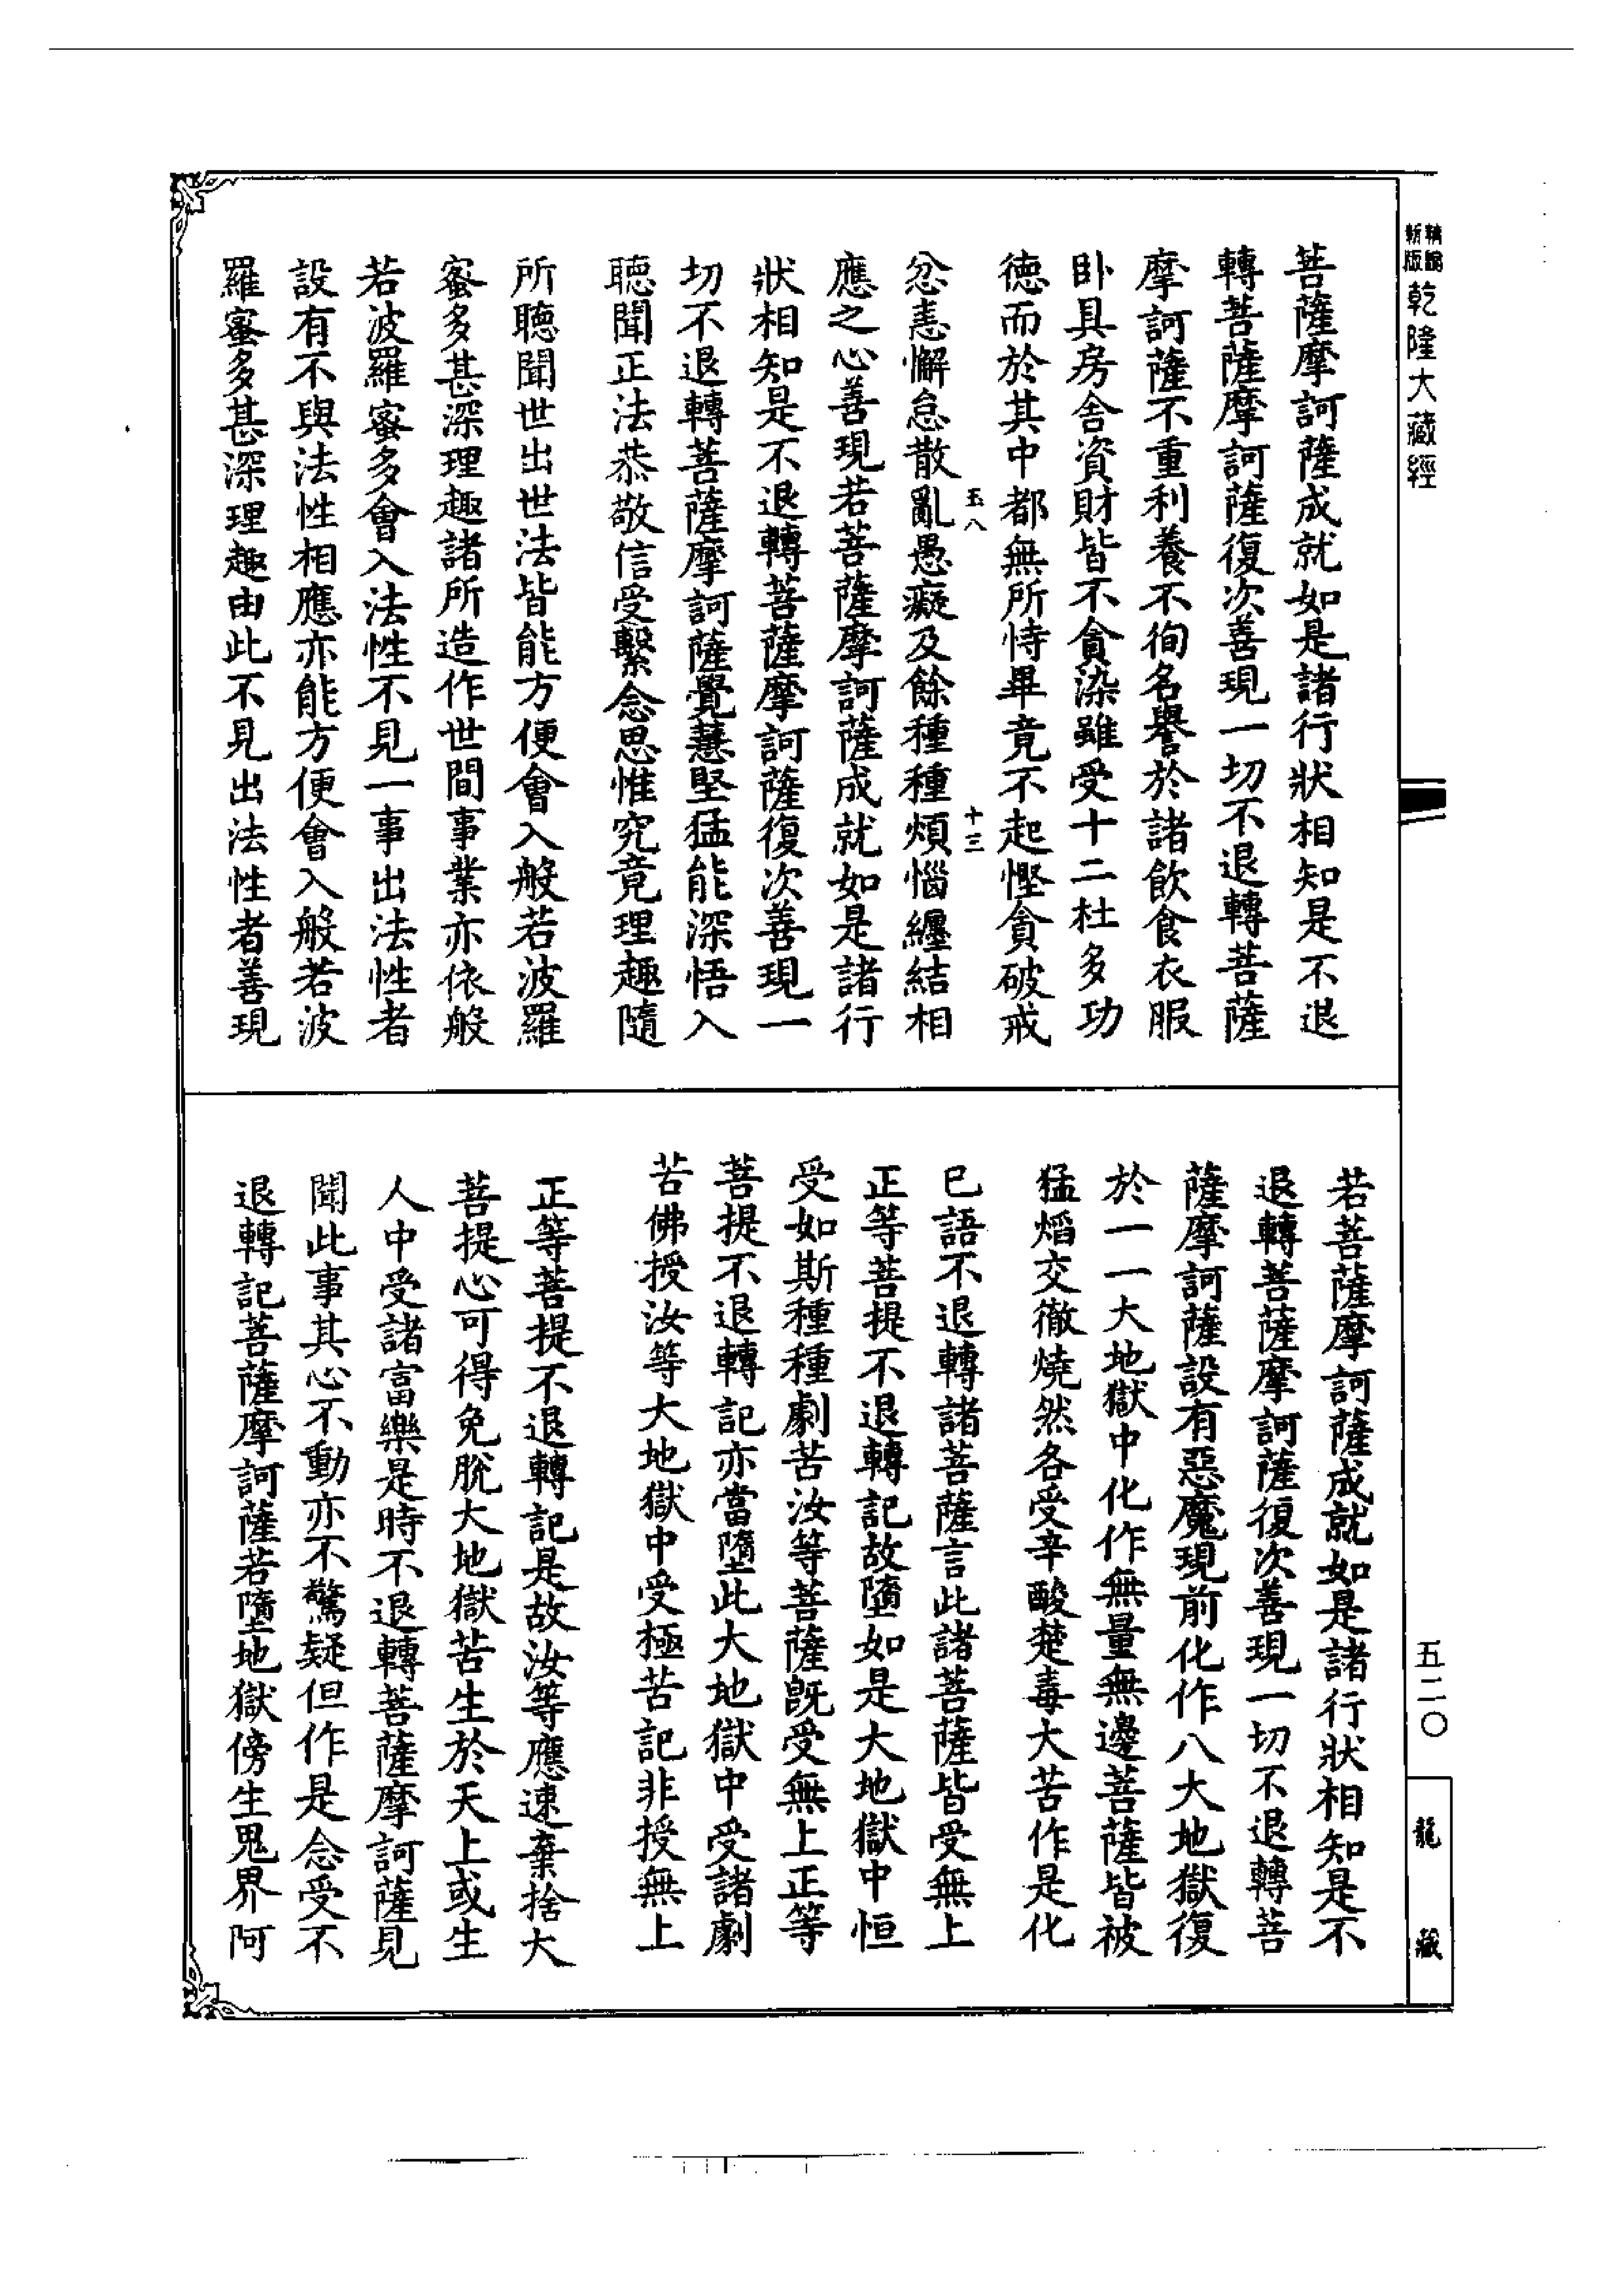 新版
乾隆大藏經
菩薩摩訶薩成就如是諸行狀相知是不退
轉菩薩摩訶薩復次善現一切不退轉菩薩
摩訶薩不重利養不徇名譽於諸飲食衣服
卧具房舍資財皆不貪染雖受十二杜多功
德而於其中都無所恃畢竟不起慳貪破戒
玉八
十三
忿恚懈怠散亂愚癡及餘種種煩惱纏結相
應之心善現若菩薩摩訶薩成就如是諸行
狀相知是不退轉菩薩摩訶薩復次善現一
切不退轉菩薩摩訶薩覺慧堅猛能深悟入
聽聞正法恭敬信受繫念思惟究竟理趣隨
所聽聞世出世法皆能方便會入般若波羅
蜜多甚深理趣諸所造作世間事業亦依般
若波羅蜜多會入法性不見一事出法性者
設有不與法性相應亦能方便會入般若波
羅蜜多甚深理趣由此不見出法性者善現
若菩薩摩訶薩成就如是諸行狀相知是不
退轉菩薩摩訶薩復次善現一切不退轉菩
薩摩訶薩設有惡魔現前化作八大地獄復
於一一大地獄中化作無量無邊菩薩皆被
猛焰交徹燒然各受辛酸楚毒大苦作是化
已語不退轉諸菩薩言此諸菩薩皆受無上
正等菩提不退轉記故墮如是大地獄中恒
受如斯種種劇苦汝等菩薩既受無上正等
菩提不退轉記亦當墮此大地獄中受諸劇
苦佛授汝等大地獄中受極苦記非授無上
正等菩提不退轉記是故汝等應速棄捨大
菩提心可得免脫大地獄苦生於天上或生
人中受諸富樂是時不退轉菩薩摩訶薩見
聞此事其心不動亦不驚疑但作是念受不
退轉記菩薩摩訶薩若墮地獄傍生鬼界阿
五二〇
龍藏